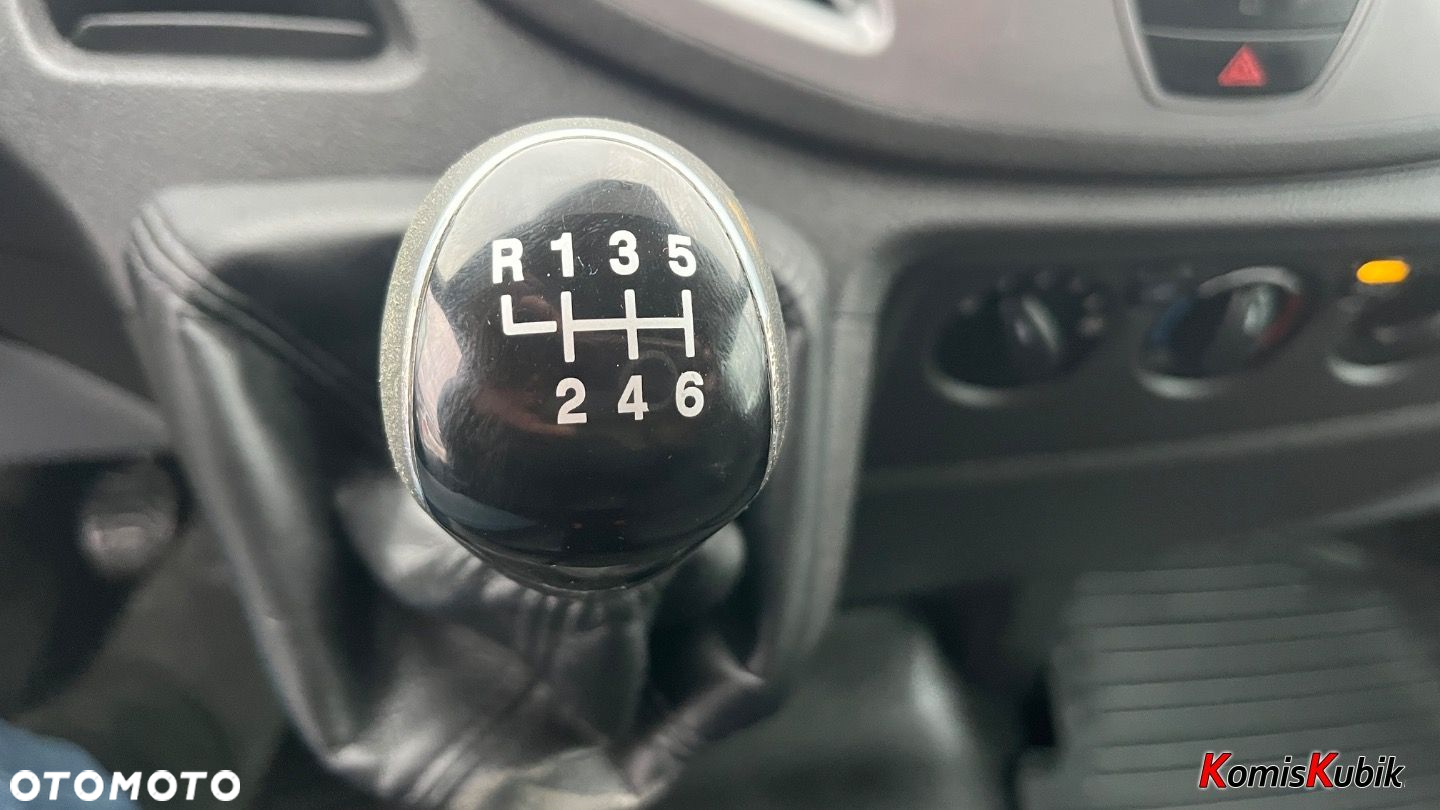 R 1 3 5
2 4 6
OTOMOTO
KomisKubik